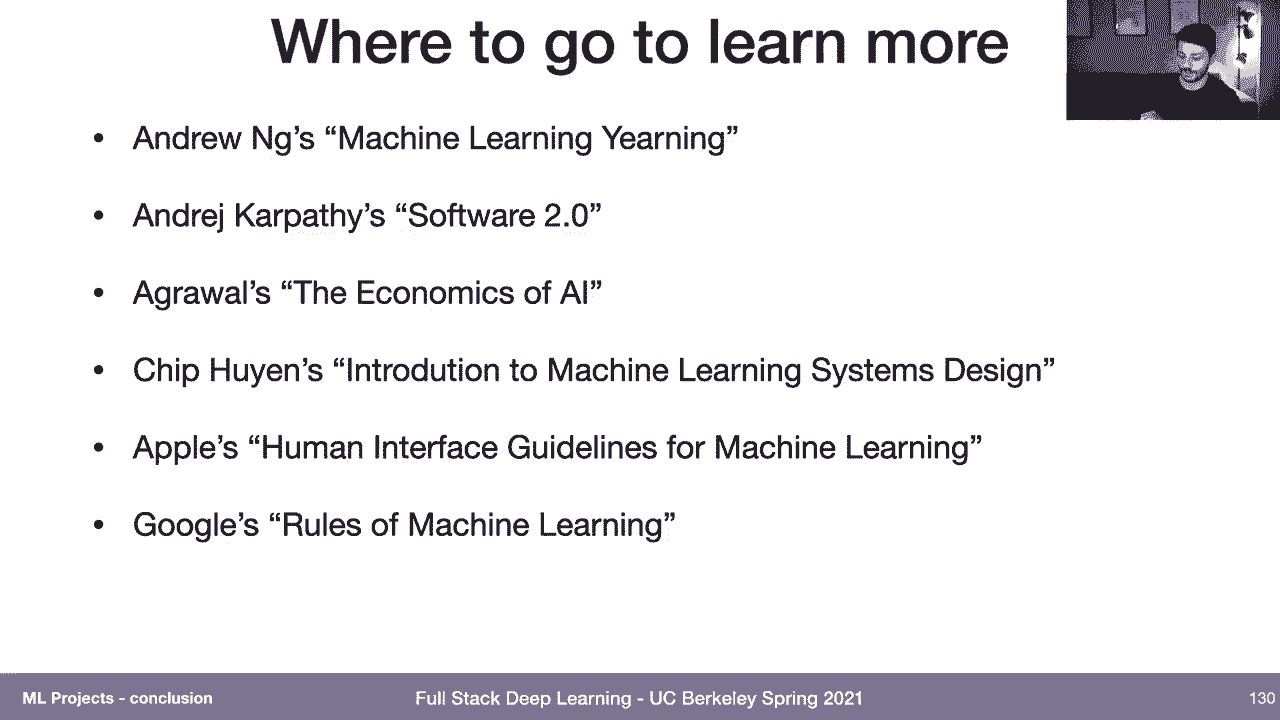 Where to go to learn more
• Andrew Ng’s “Machine Learning Yearning”
• Andrej Karpathy’s “Software 2.0”
• Agrawal’s “The Economics of AI”
• Chip Huyen’s “Introdution to Machine Learning Systems Design”
• Apple’s “Human Interface Guidelines for Machine Learning”
• Google’s “Rules of Machine Learning”
ML Projects - conclusion
Full Stack Deep Learning - UC Berkeley Spring 2021
130